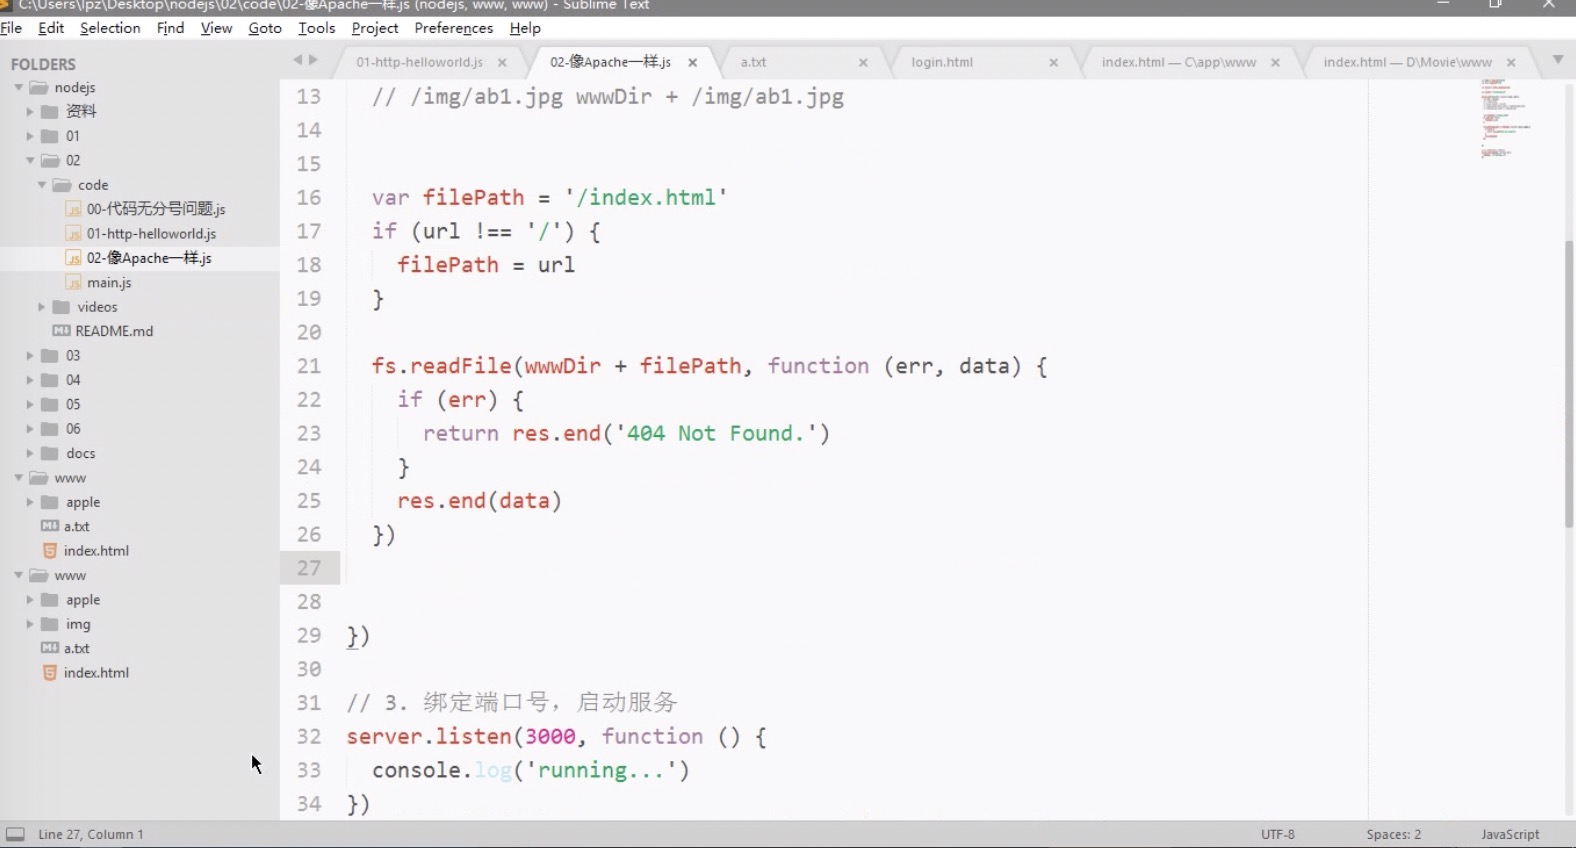 C:\Users\lpz\Desktop\nodejs\02\code\02-像Apache一样.js (nodejs, www, www) - Sublime Text
File Edit Selection Find View Goto Tools Project Preferences Help
FOLDERS
nodejs
资料
01
02
code
00-代码无分号问题.js
01-http-helloworld.js
02-像Apache一样.js
main.js
videos
README.md
03
04
05
06
docs
www
apple
a.txt
index.html
www
apple
img
a.txt
index.html
01-http-helloworld.js 02-像Apache一样.js a.txt login.html index.html — C\app\www index.html — D\Movie\www
13 // /img/ab1.jpg wwwDir + /img/ab1.jpg
14
15
16 var filePath = '/index.html'
17 if (url !== '/') {
18 filePath = url
19 }
20
21 fs.readFile(wwwDir + filePath, function (err, data) {
22 if (err) {
23 return res.end('404 Not Found.')
24 }
25 res.end(data)
26 })
27
28
29 })
30
31 // 3. 绑定端口号，启动服务
32 server.listen(3000, function () {
33 console.log('running...')
34 })
Line 27, Column 1 UTF-8 Spaces: 2 JavaScript